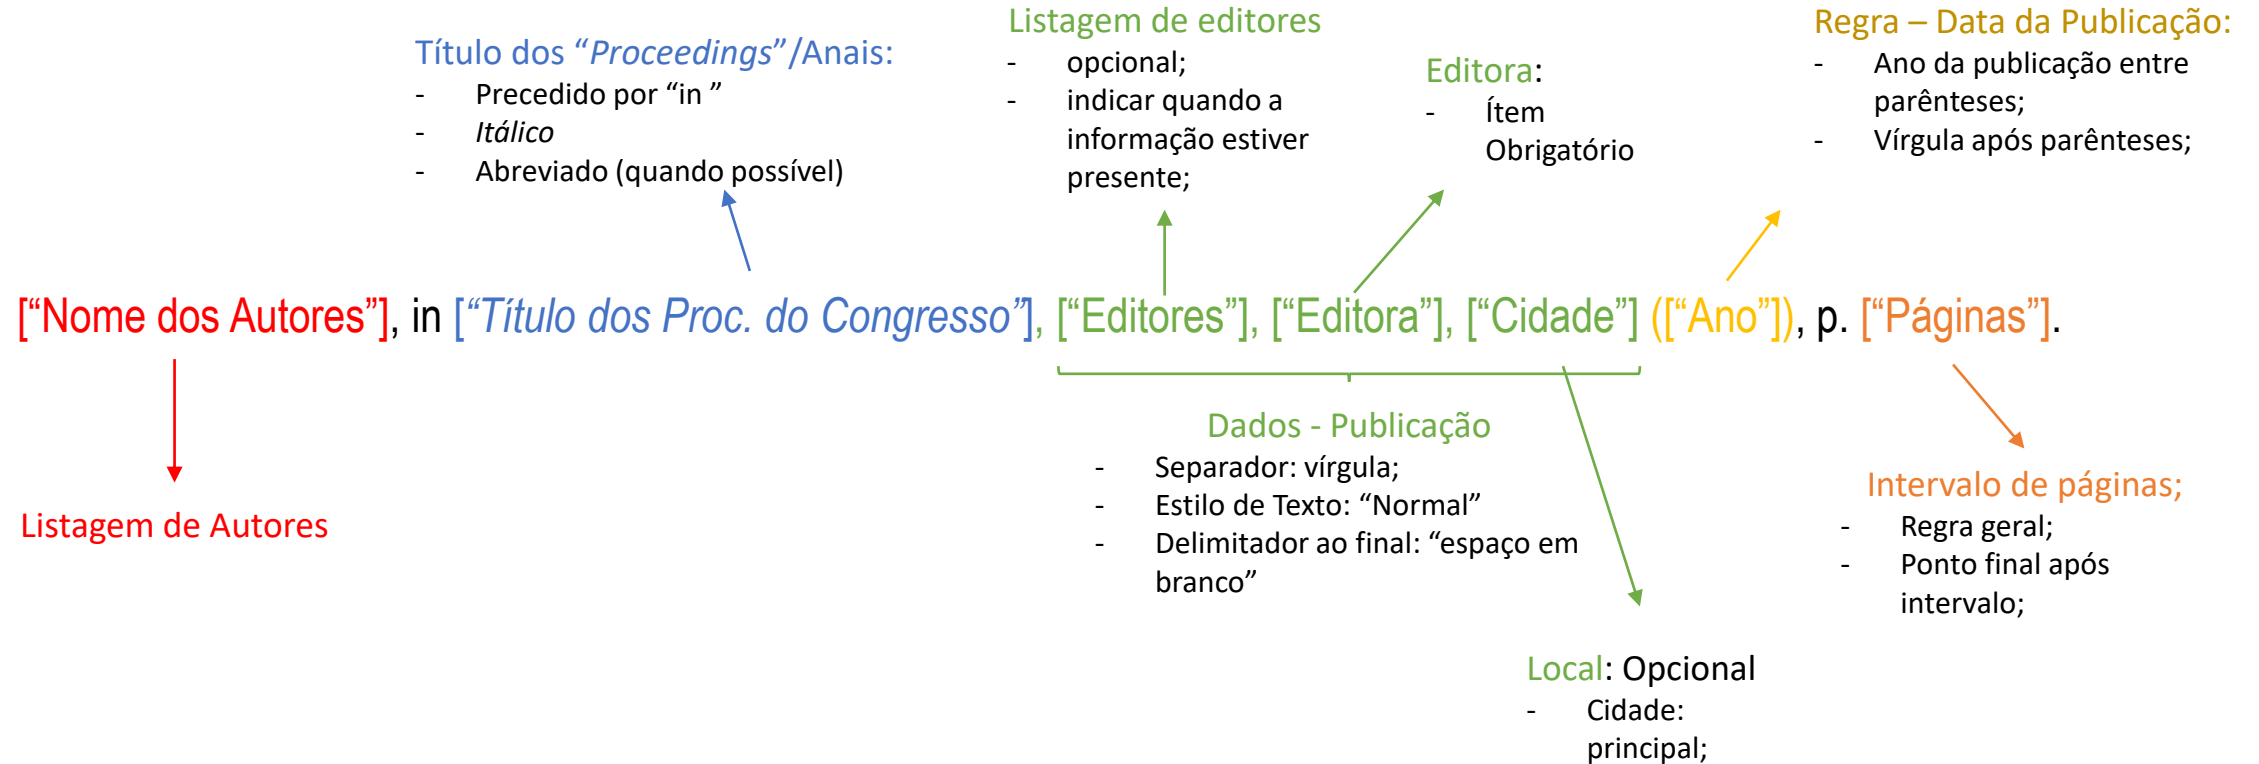 Título dos “Proceedings”/Anais:
- Precedido por “in ”
- Itálico
- Abreviado (quando possível)
Listagem de editores
- opcional;
- indicar quando a
informação estiver
presente;
Editora:
- Ítem
Obrigatório
Regra – Data da Publicação:
- Ano da publicação entre
parênteses;
- Vírgula após parênteses;
[“Nome dos Autores”], in [“Título dos Proc. do Congresso”], [“Editores”], [“Editora”], [“Cidade”] ([“Ano”]), p. [“Páginas”].
Listagem de Autores
Dados - Publicação
- Separador: vírgula;
- Estilo de Texto: “Normal”
- Delimitador ao final: “espaço em
branco”
Intervalo de páginas;
- Regra geral;
- Ponto final após
intervalo;
Local: Opcional
- Cidade:
principal;